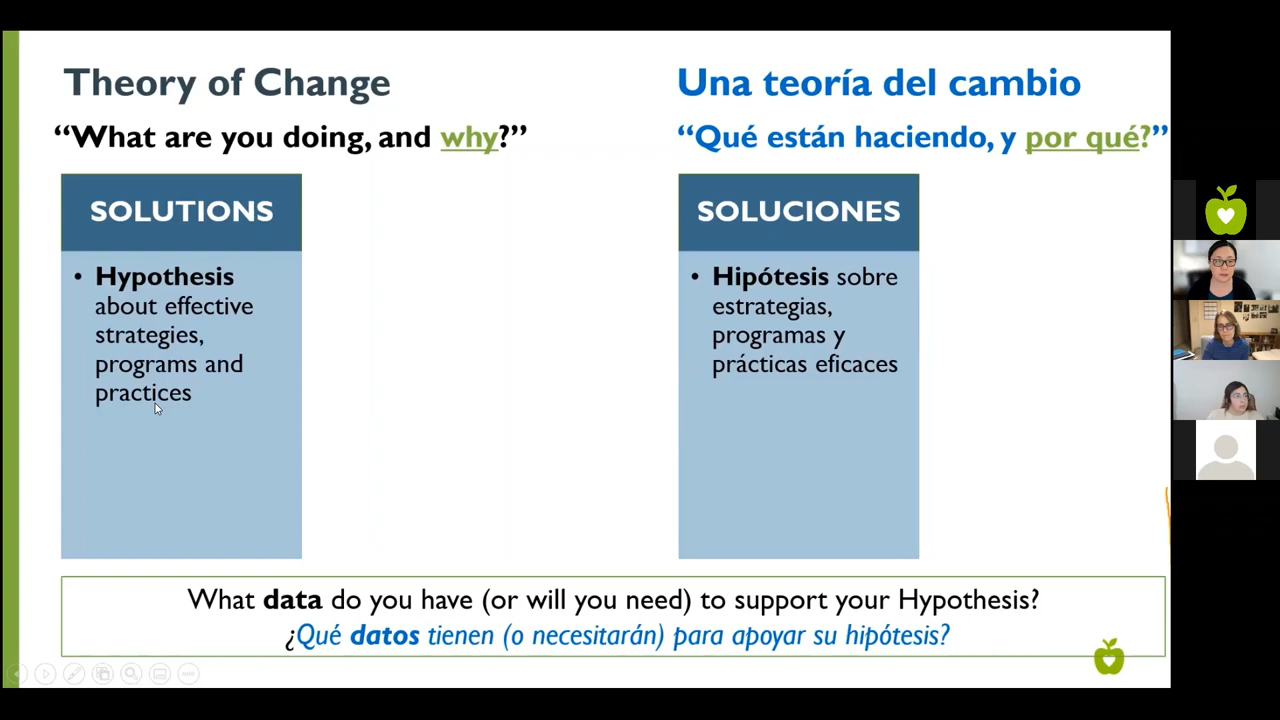 Theory of Change
“What are you doing, and why?”
SOLUTIONS
• Hypothesis
about effective
strategies,
programs and
practices
Una teoría del cambio
“Qué están haciendo, y por qué?”
SOLUCIONES
• Hipótesis sobre
estrategias,
programas y
prácticas eficaces
What data do you have (or will you need) to support your Hypothesis?
¿Qué datos tienen (o necesitarán) para apoyar su hipótesis?